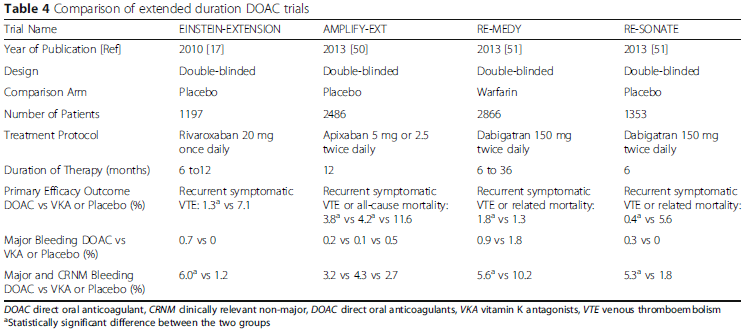 Table 4 Comparison of extended duration DOAC trials
Trial Name EINSTEIN-EXTENSION AMPLIFY-EXT RE-MEDY RE-SONATE
Year of Publication [Ref] 2010 [17] 2013 [50] 2013 [51] 2013 [51]
Design Double-blinded Double-blinded Double-blinded Double-blinded
Comparison Arm Placebo Placebo Warfarin Placebo
Number of Patients 1197 2486 2866 1353
Treatment Protocol Rivaroxaban 20 mg Apixaban 5 mg or 2.5 Dabigatran 150 mg Dabigatran 150 mg
once daily twice daily twice daily twice daily
Duration of Therapy (months) 6 to12 12 6 to 36 6
Primary Efficacy Outcome Recurrent symptomatic Recurrent symptomatic Recurrent symptomatic Recurrent symptomatic
DOAC vs VKA or Placebo (%) VTE: 1.3a vs 7.1 VTE or all-cause mortality: VTE or related mortality: VTE or related mortality:
3.8a vs 4.2a vs 11.6 1.8a vs 1.3 0.4a vs 5.6
Major Bleeding DOAC vs 0.7 vs 0 0.2 vs 0.1 vs 0.5 0.9 vs 1.8 0.3 vs 0
VKA or Placebo (%)
Major and CRNM Bleeding 6.0a vs 1.2 3.2 vs 4.3 vs 2.7 5.6a vs 10.2 5.3a vs 1.8
DOAC vs VKA or Placebo (%)
DOAC direct oral anticoagulant, CRNM clinically relevant non-major, DOAC direct oral anticoagulants, VKA vitamin K antagonists, VTE venous thromboembolism
aStatistically significant difference between the two groups